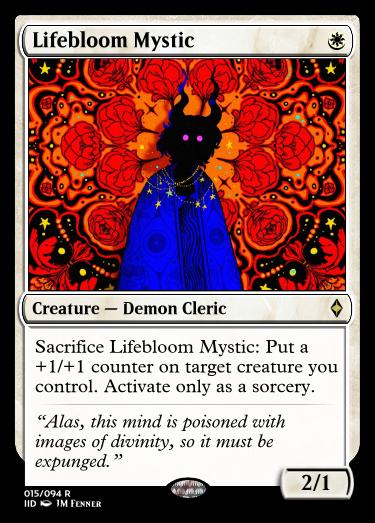 Lifebloom Mystic
Creature — Demon Cleric
Sacrifice Lifebloom Mystic: Put a
+1/+1 counter on target creature you
control. Activate only as a sorcery.
“Alas, this mind is poisoned with
images of divinity, so it must be
expunged.”
2/1
015/094 R
IID JM Fenner